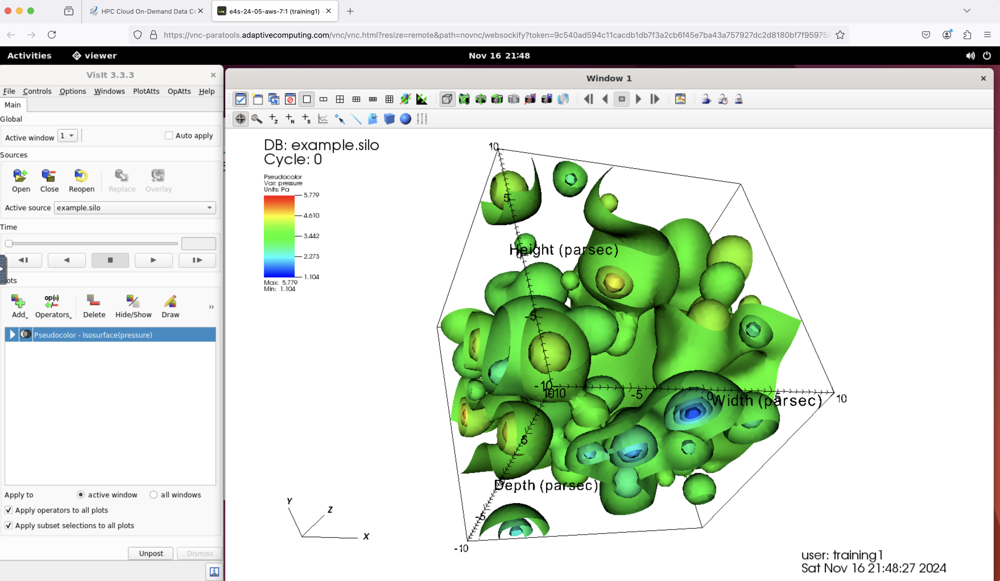 HPC Cloud On-Demand Data Ce
e4s-24-05-aws-7:1 (training1) -
https://vnc-paratools.adaptivecomputing.com/vnc/vnc.html?resize=remote&path=novnc/websockify?token=9c540ad594c11cacdb1db7f3a2cb6f45e7ba43a757927dc2d8180bf7f959759
Activities viewer Nov 16 21:48
VisIt 3.3.3
File Controls Options Windows PlotAtts OpAtts Help
Main
Global
Active window 1 Auto apply
Sources
Open Close Reopen Replace Overlay
Active source example.silo
Time
ots
op(▪)
Add Operators Delete Hide/Show Draw »
Pseudocolor - Isosurface(pressure)
Apply to active window all windows
Apply operators to all plots
Apply subset selections to all plots
Unpost Dismiss
Window 1
DB: example.silo
Cycle: 0
Pseudocolor
Var: pressure
Units: Pa
5.779
4.610
3.442
2.273
1.104
Max: 5.779
Min: 1.104
10
5
0
Height (parsec)
-5
-10
1010
-5
0
Width (parsec)
5
10
5
0
Depth (parsec)
-5
-10
Y
Z
X
user: training1
Sat Nov 16 21:48:27 2024